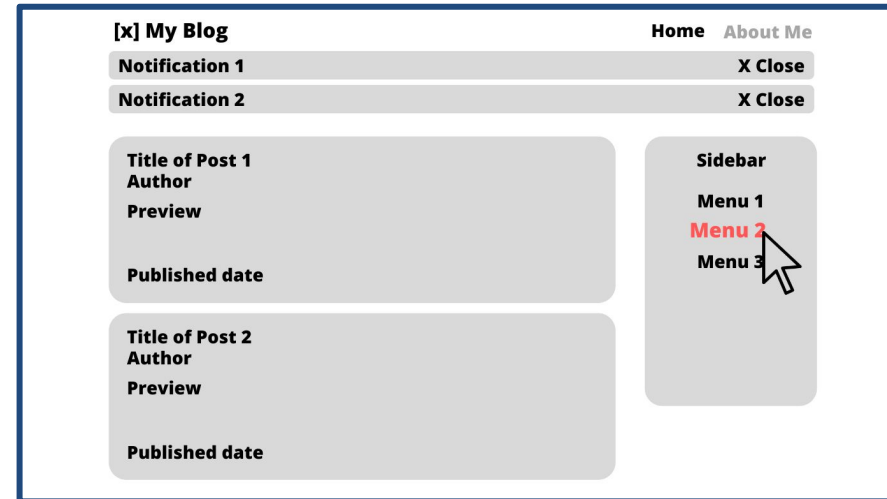 [x] My Blog
Home About Me
Notification 1 X Close
Notification 2 X Close
Title of Post 1
Author
Preview
Published date
Title of Post 2
Author
Preview
Published date
Sidebar
Menu 1
Menu 2
Menu 3